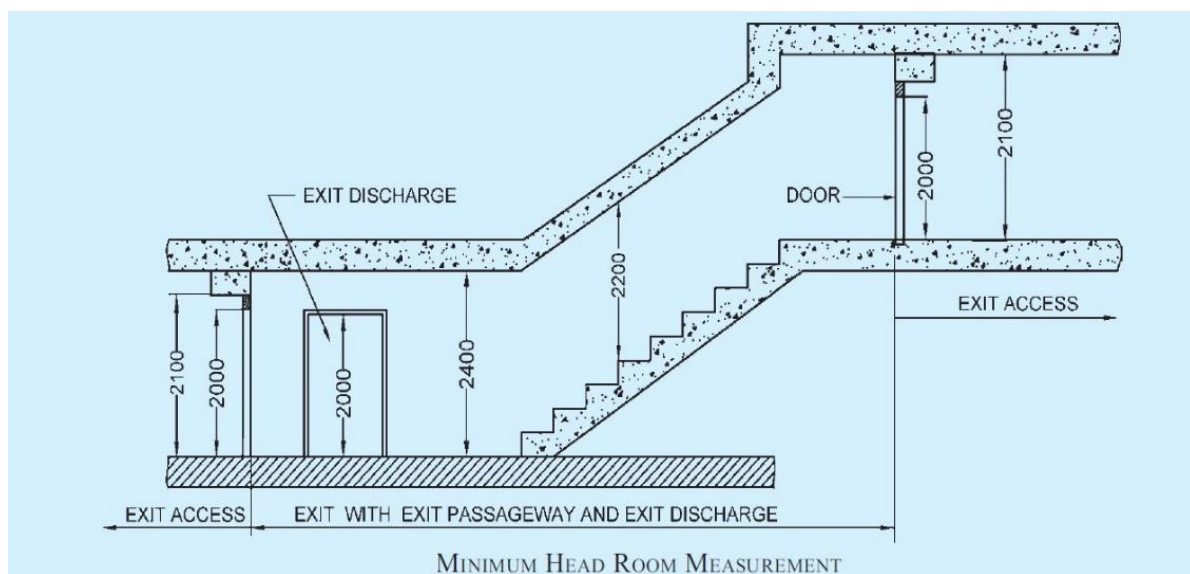 EXIT DISCHARGE
DOOR
2000
2100
2200
EXIT ACCESS
2100
2000
2000
2400
EXIT ACCESS
EXIT WITH EXIT PASSAGEWAY AND EXIT DISCHARGE
MINIMUM HEAD ROOM MEASUREMENT